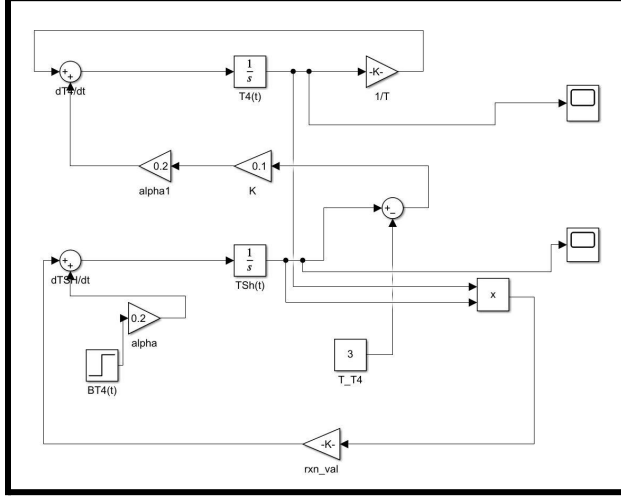 1
s
-K-
dT4/dt
T4(t)
1/T
0.2
0.1
alpha1
K
1
s
dTSH/dt
TSh(t)
x
0.2
alpha
3
BT4(t)
T_T4
-K-
rxn_val